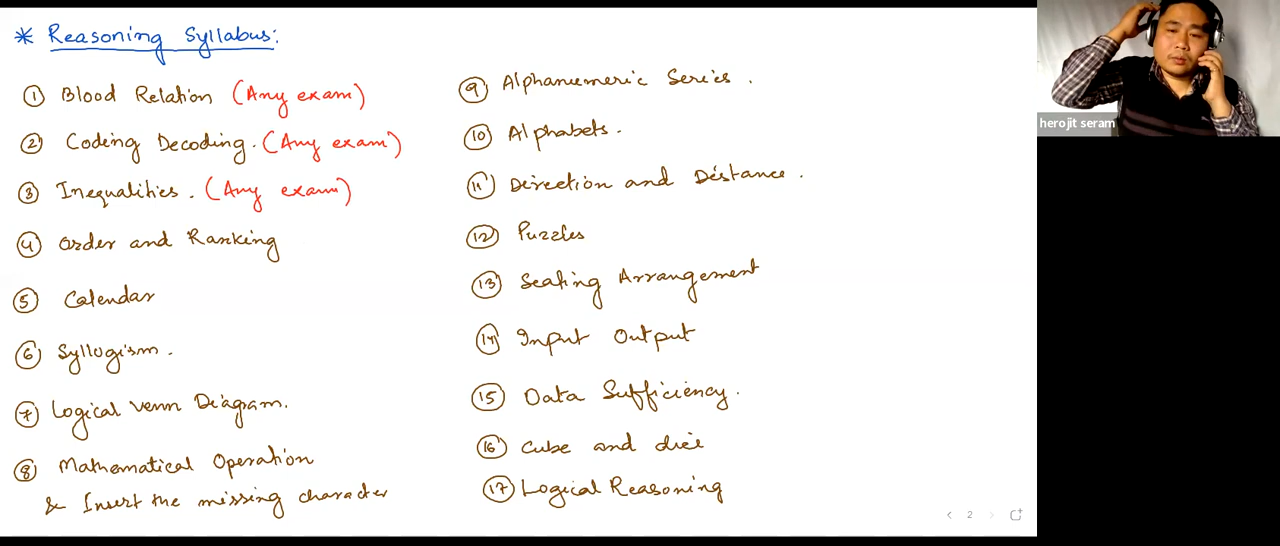 * Reasoning Syllabus:
① Blood Relation (Any exam)
② Coding Decoding. (Any exam)
③ Inequalities. (Any exam)
④ Order and Ranking
⑤ Calendar
⑥ Syllogism.
⑦ Logical Venn Diagram.
⑧ Mathematical Operation
& Insert the missing character
⑨ Alphanumeric Series.
⑩ Alphabets.
⑪ Direction and Distance.
⑫ Puzzles
⑬ Seating Arrangement
⑭ Input Output
⑮ Data Sufficiency.
⑯ Cube and dice
⑰ Logical Reasoning
herojit seram
< 2 >